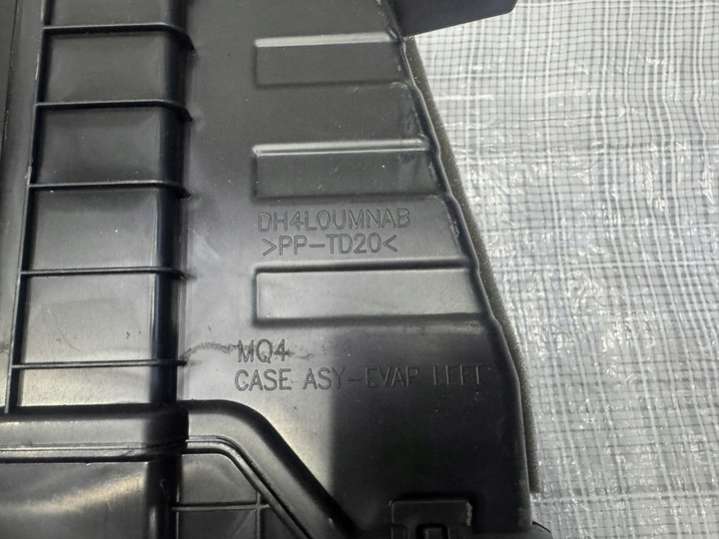 DH4LOUMNAB
>PP-TD20<
MQ4
CASE ASY-EVAP LEFT